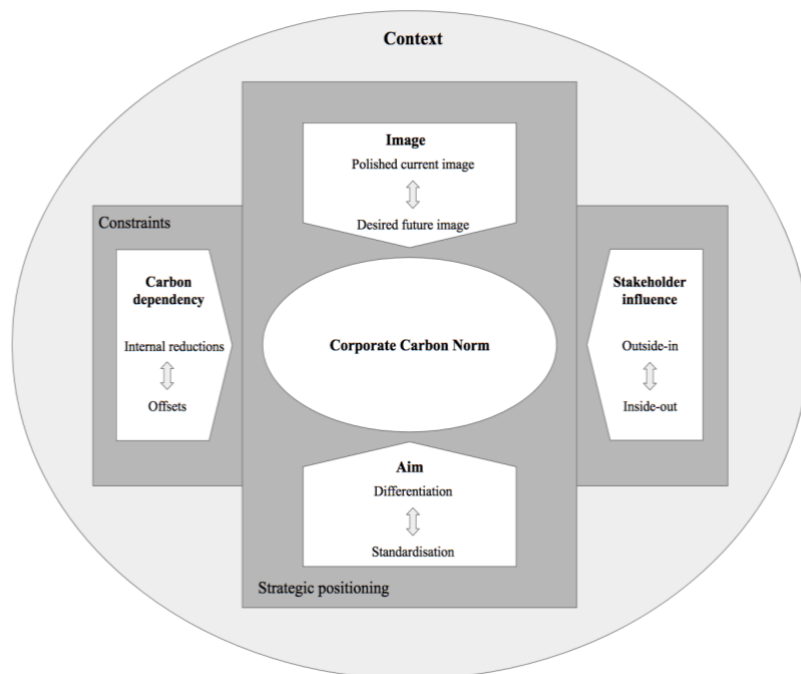 Context
Image
Polished current image
Desired future image
Constraints
Carbon
dependency
Internal reductions
Offsets
Corporate Carbon Norm
Stakeholder
influence
Outside-in
Inside-out
Aim
Differentiation
Standardisation
Strategic positioning